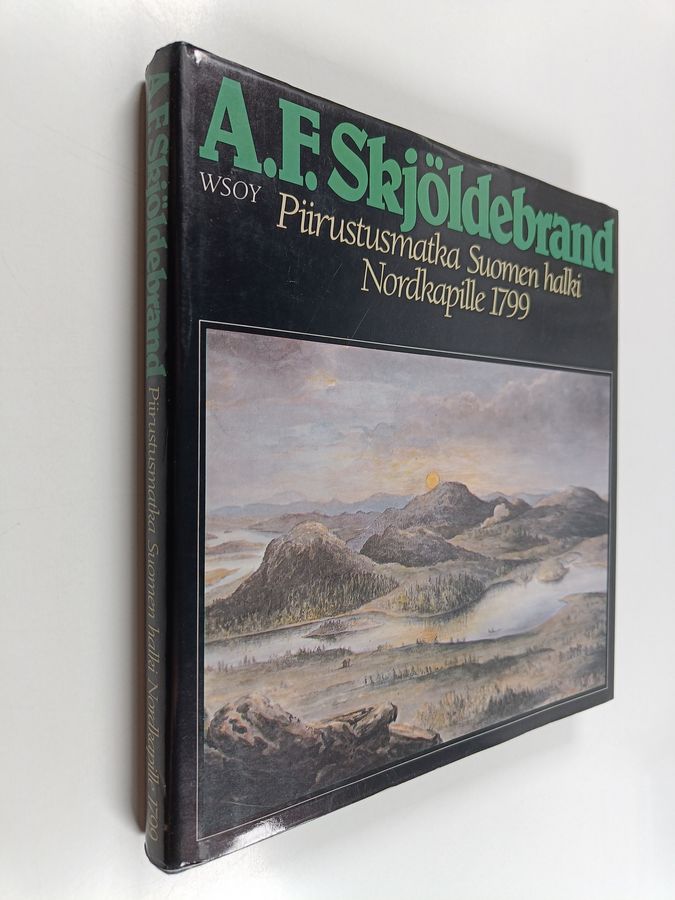 A.F. Skjöldebrand
WSOY
Piirustusmatka Suomen halki
Nordkapille 1799
A.F. Skjöldebrand Piirustusmatka Suomen halki Nordkapille 1799